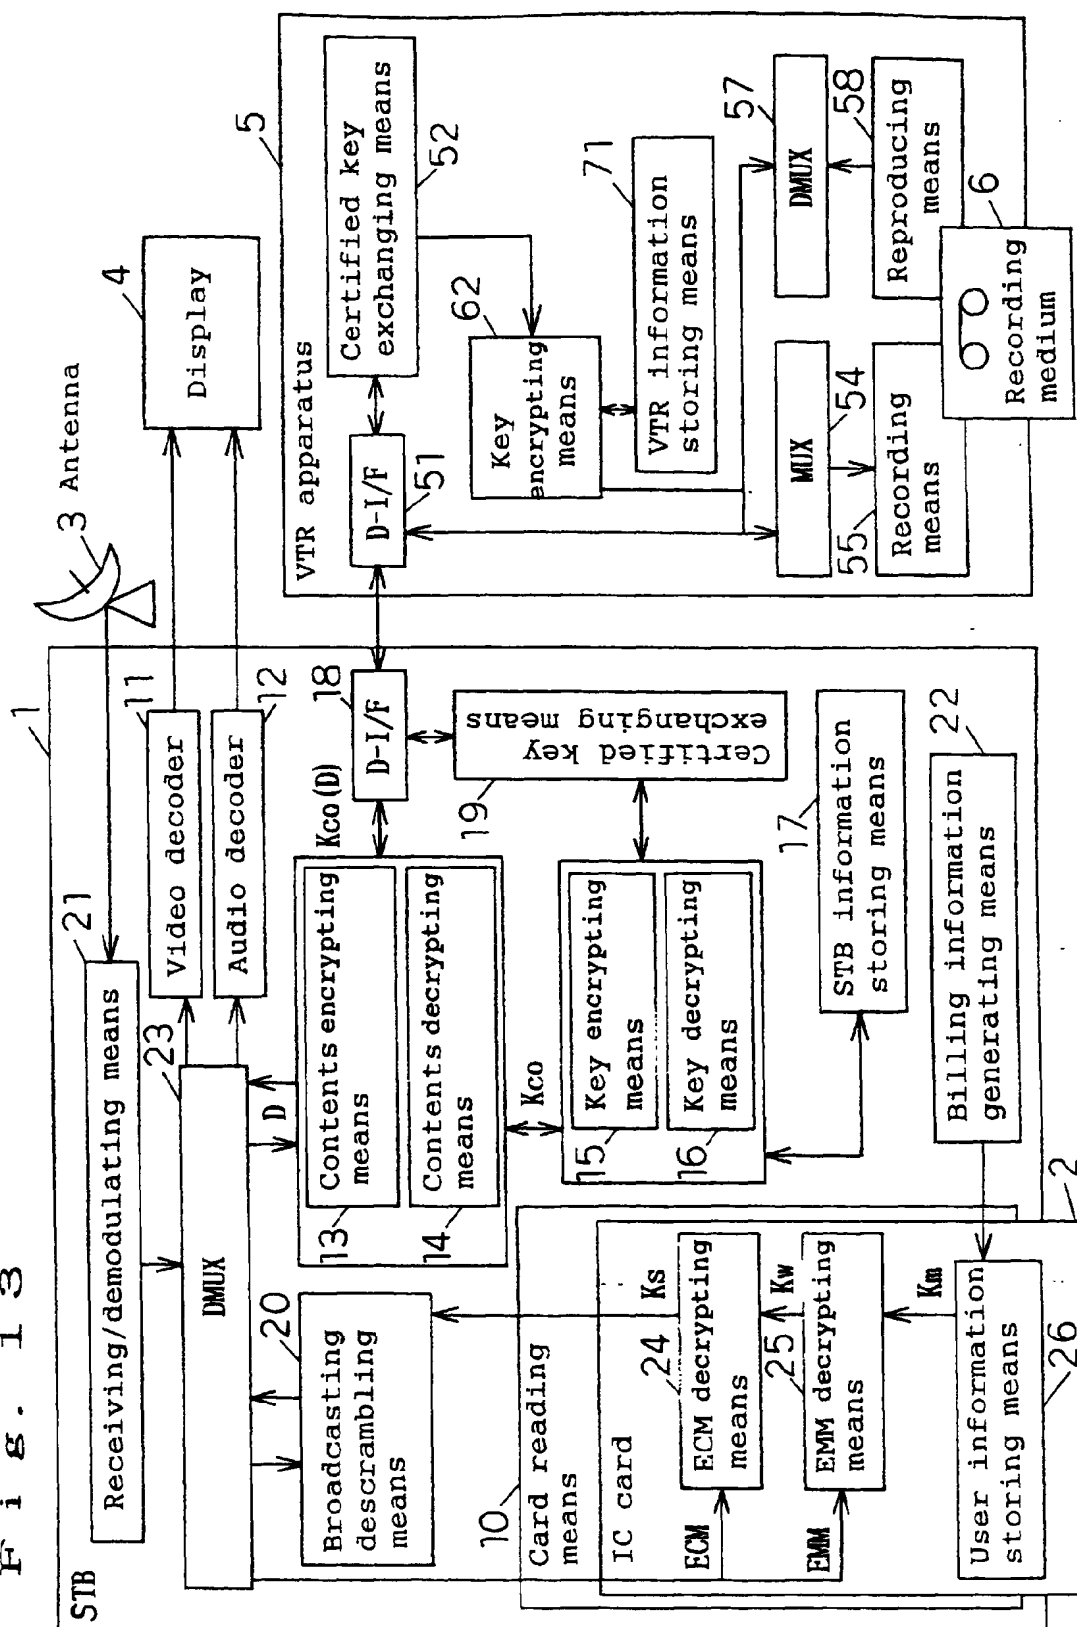 Fig. 13
STB
1
3 Antenna
4
Display
Receiving/demodulating means
21
23
DMUX
Video decoder
11
Audio decoder
12
D
Broadcasting
descrambling
means
20
Contents encrypting
means
13
Contents decrypting
means
14
Kco(D)
D-I/F
18
Certified key
exchanging means
19
Kco
Key encrypting
means
15
Key decrypting
means
16
STB information
storing means
17
Billing information
generating means
22
10
Card reading
means
IC card
2
ECM
EMM
Ks
ECM decrypting
means
24
Kw
EMM decrypting
means
25
Km
User information
storing means
26
VTR apparatus
5
D-I/F
51
Certified key
exchanging means
52
Key
encrypting
means
62
VTR information
storing means
71
MUX
54
DMUX
57
Recording
means
55
Reproducing
means
58
Recording
medium
6